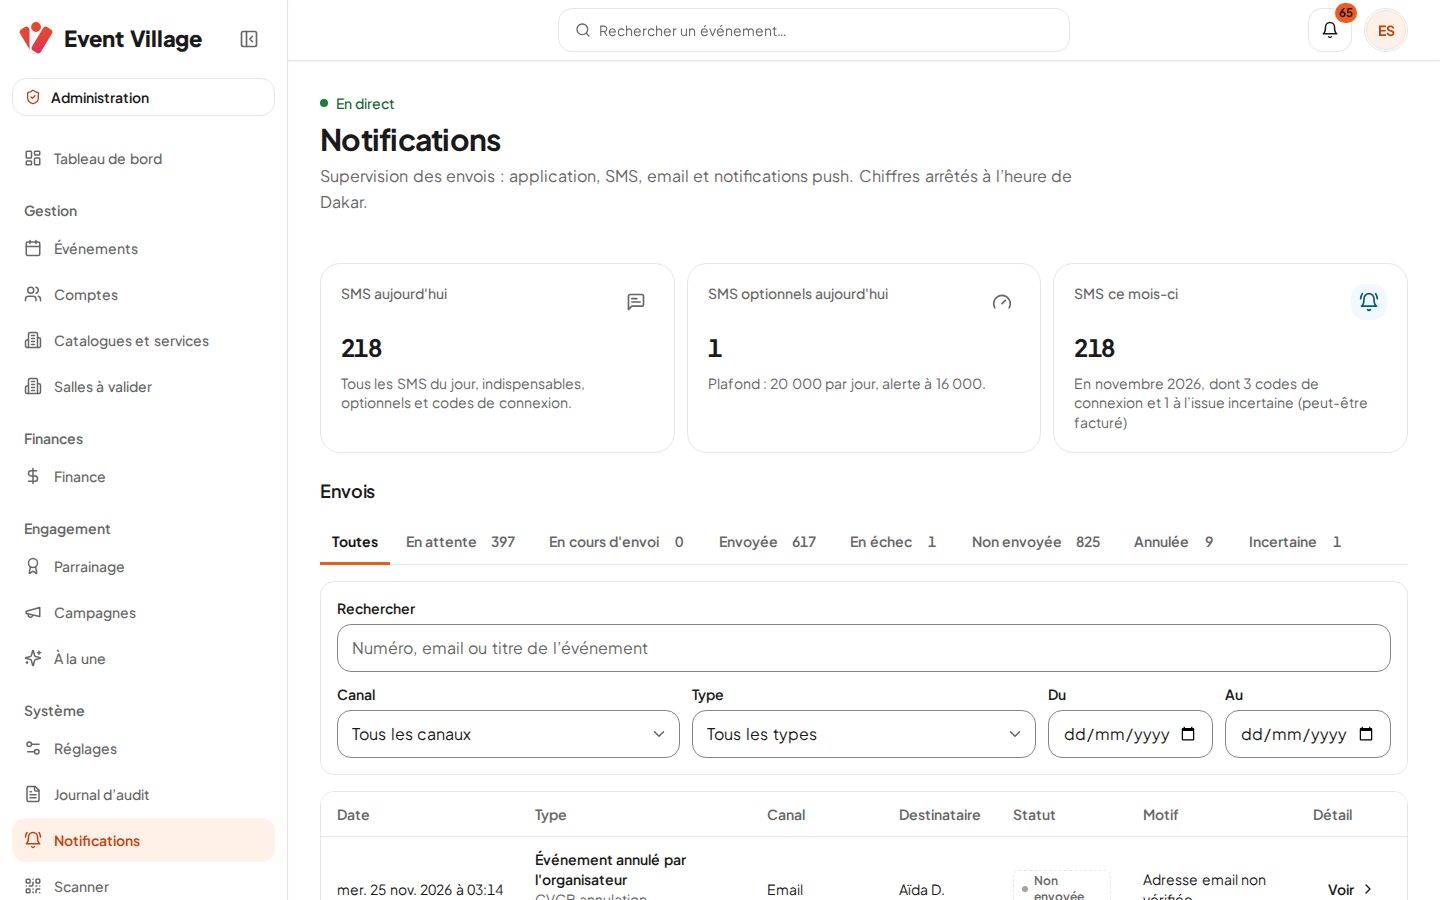 Event Village
Rechercher un événement...
65
ES
Administration
Tableau de bord
Gestion
Événements
Comptes
Catalogues et services
Salles à valider
Finances
Finance
Engagement
Parrainage
Campagnes
À la une
Système
Réglages
Journal d’audit
Notifications
Scanner
En direct
Notifications
Supervision des envois : application, SMS, email et notifications push. Chiffres arrêtés à l’heure de
Dakar.
SMS aujourd'hui
218
Tous les SMS du jour, indispensables,
optionnels et codes de connexion.
SMS optionnels aujourd'hui
1
Plafond : 20 000 par jour, alerte à 16 000.
SMS ce mois-ci
218
En novembre 2026, dont 3 codes de
connexion et 1 à l’issue incertaine (peut-être
facturé)
Envois
Toutes En attente 397 En cours d'envoi 0 Envoyée 617 En échec 1 Non envoyée 825 Annulée 9 Incertaine 1
Rechercher
Numéro, email ou titre de l’événement
Canal Type Du Au
Tous les canaux Tous les types dd/mm/yyyy dd/mm/yyyy
Date Type Canal Destinataire Statut Motif Détail
Événement annulé par
l'organisateur
mer. 25 nov. 2026 à 03:14 Email Aïda D. Non
envoyée Adresse email non
vérifiée Voir